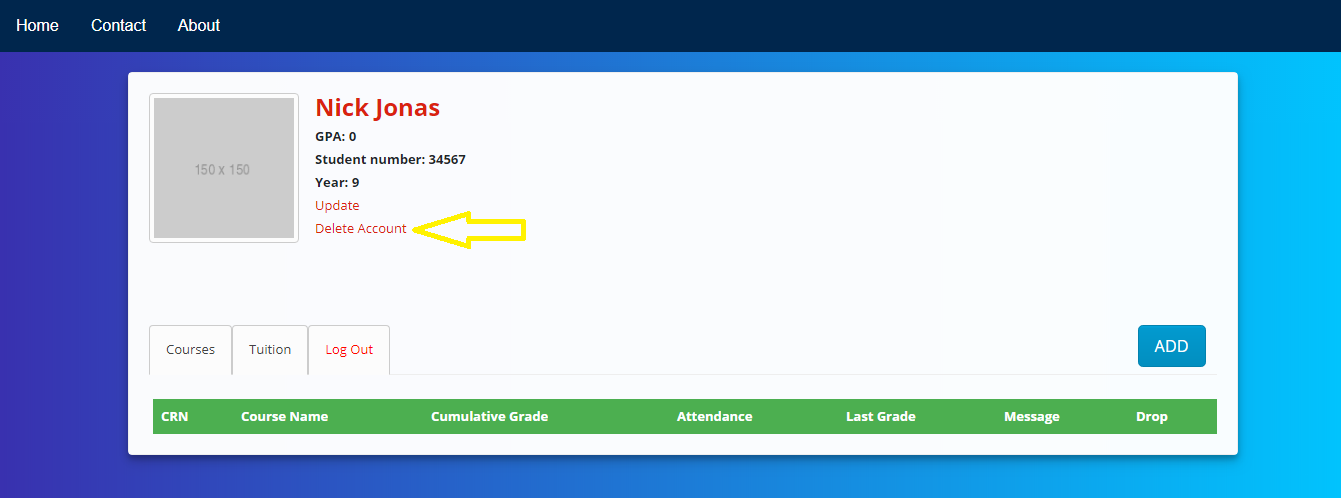 Home Contact About
Nick Jonas
GPA: 0
150 x 150
Student number: 34567
Year: 9
Update
Delete Account
Courses Tuition Log Out ADD
CRN Course Name Cumulative Grade Attendance Last Grade Message Drop